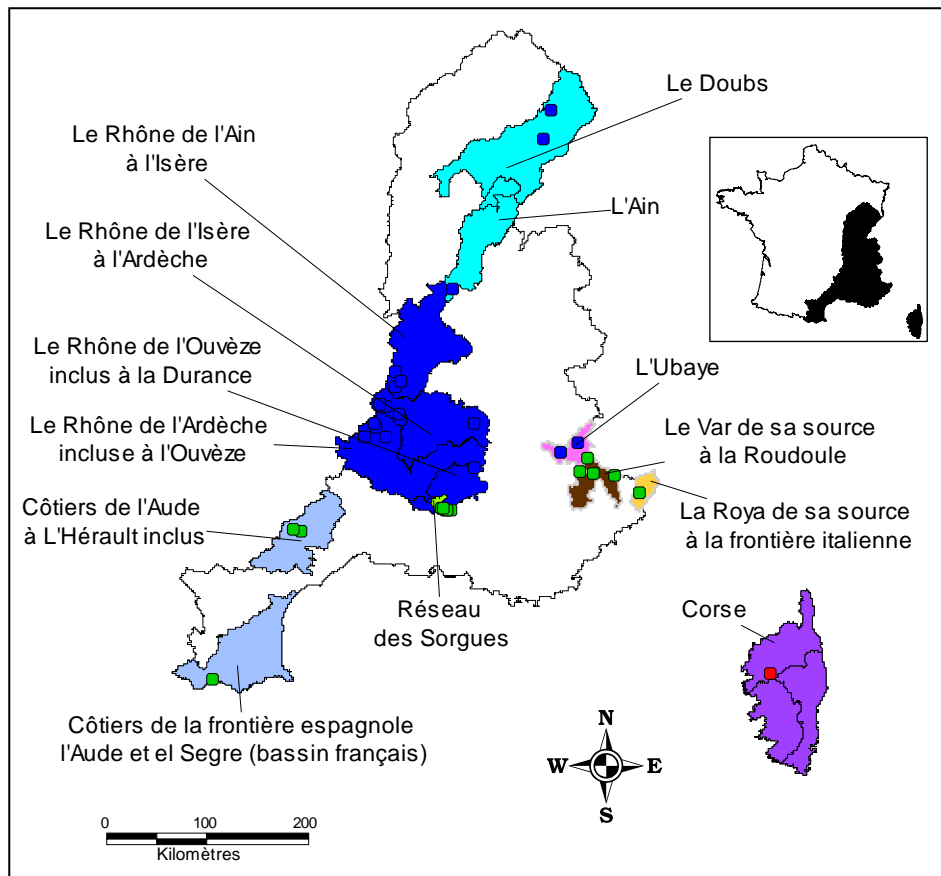 Le Doubs
Le Rhône de l'Ain
à l'Isère
L'Ain
Le Rhône de l'Isère
à l'Ardèche
Le Rhône de l'Ouvèze
inclus à la Durance
L'Ubaye
Le Rhône de l'Ardèche
incluse à l'Ouvèze
Le Var de sa source
à la Roudoule
Côtiers de l'Aude
à L'Hérault inclus
La Roya de sa source
à la frontière italienne
Réseau
des Sorgues
Corse
Côtiers de la frontière espagnole
l'Aude et el Segre (bassin français)
N
W
E
S
0 100 200
Kilomètres